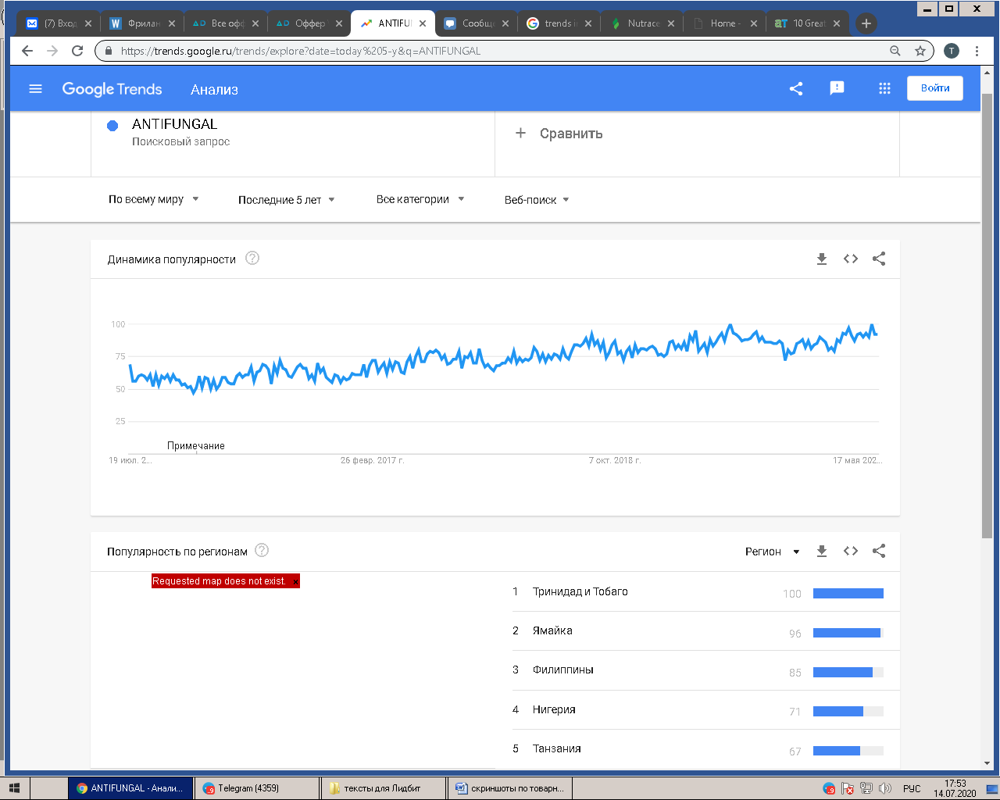 (7) Вход
Фрилан
Все офф
Оффер
ANTIFU
Сообще
trends i
Nutrace
Home -
10 Great
https://trends.google.ru/trends/explore?date=today%205-y&q=ANTIFUNGAL
T
Google Trends
Анализ
Войти
ANTIFUNGAL
Поисковый запрос
+ Сравнить
По всему миру
Последние 5 лет
Все категории
Веб-поиск
Динамика популярности
100
75
50
25
Примечание
19 июл. 2...
26 февр. 2017 г.
7 окт. 2018 г.
17 мая 202...
Популярность по регионам
Регион
Requested map does not exist. x
1 Тринидад и Тобаго 100
2 Ямайка 96
3 Филиппины 85
4 Нигерия 71
5 Танзания 67
ANTIFUNGAL - Анали...
Telegram (4359)
тексты для Лидбит
скриншоты по товарн...
РУС
17:53
14.07.2020